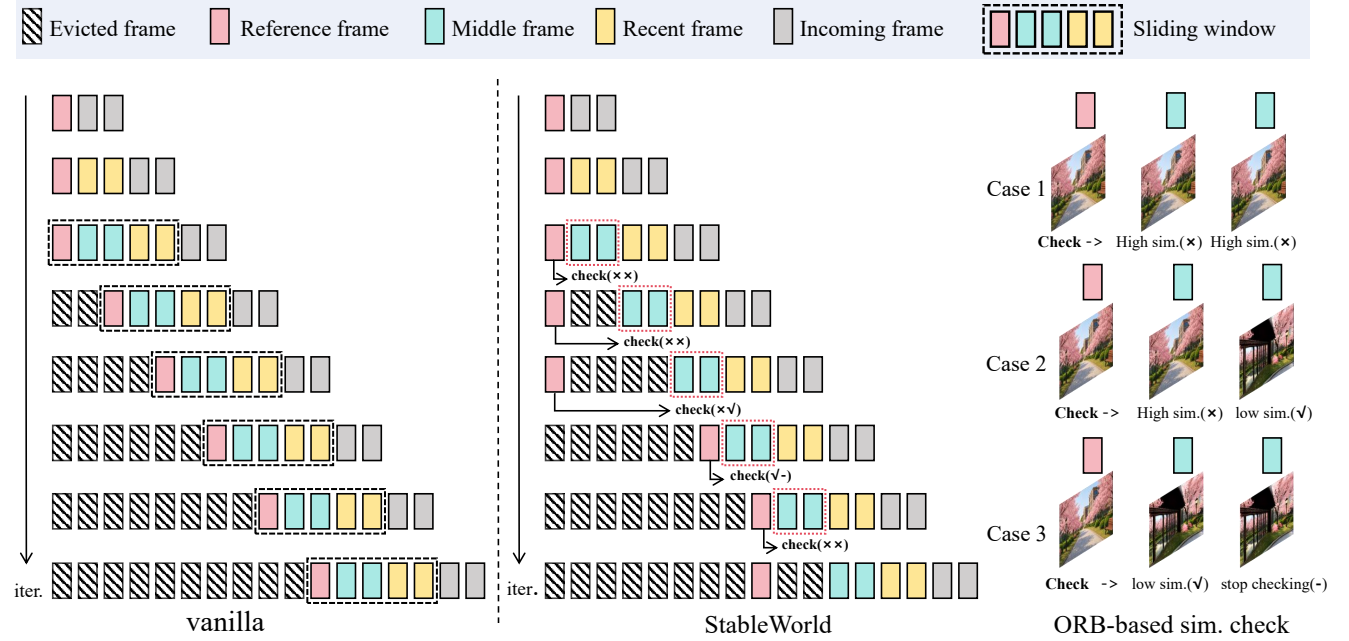 Evicted frame Reference frame Middle frame Recent frame Incoming frame Sliding window
check(××)
check(××)
check(×√)
check(√-)
check(××)
iter.
vanilla
iter.
StableWorld
Case 1
Check -> High sim.(×) High sim.(×)
Case 2
Check -> High sim.(×) low sim.(√)
Case 3
Check -> low sim.(√) stop checking(-)
ORB-based sim. check